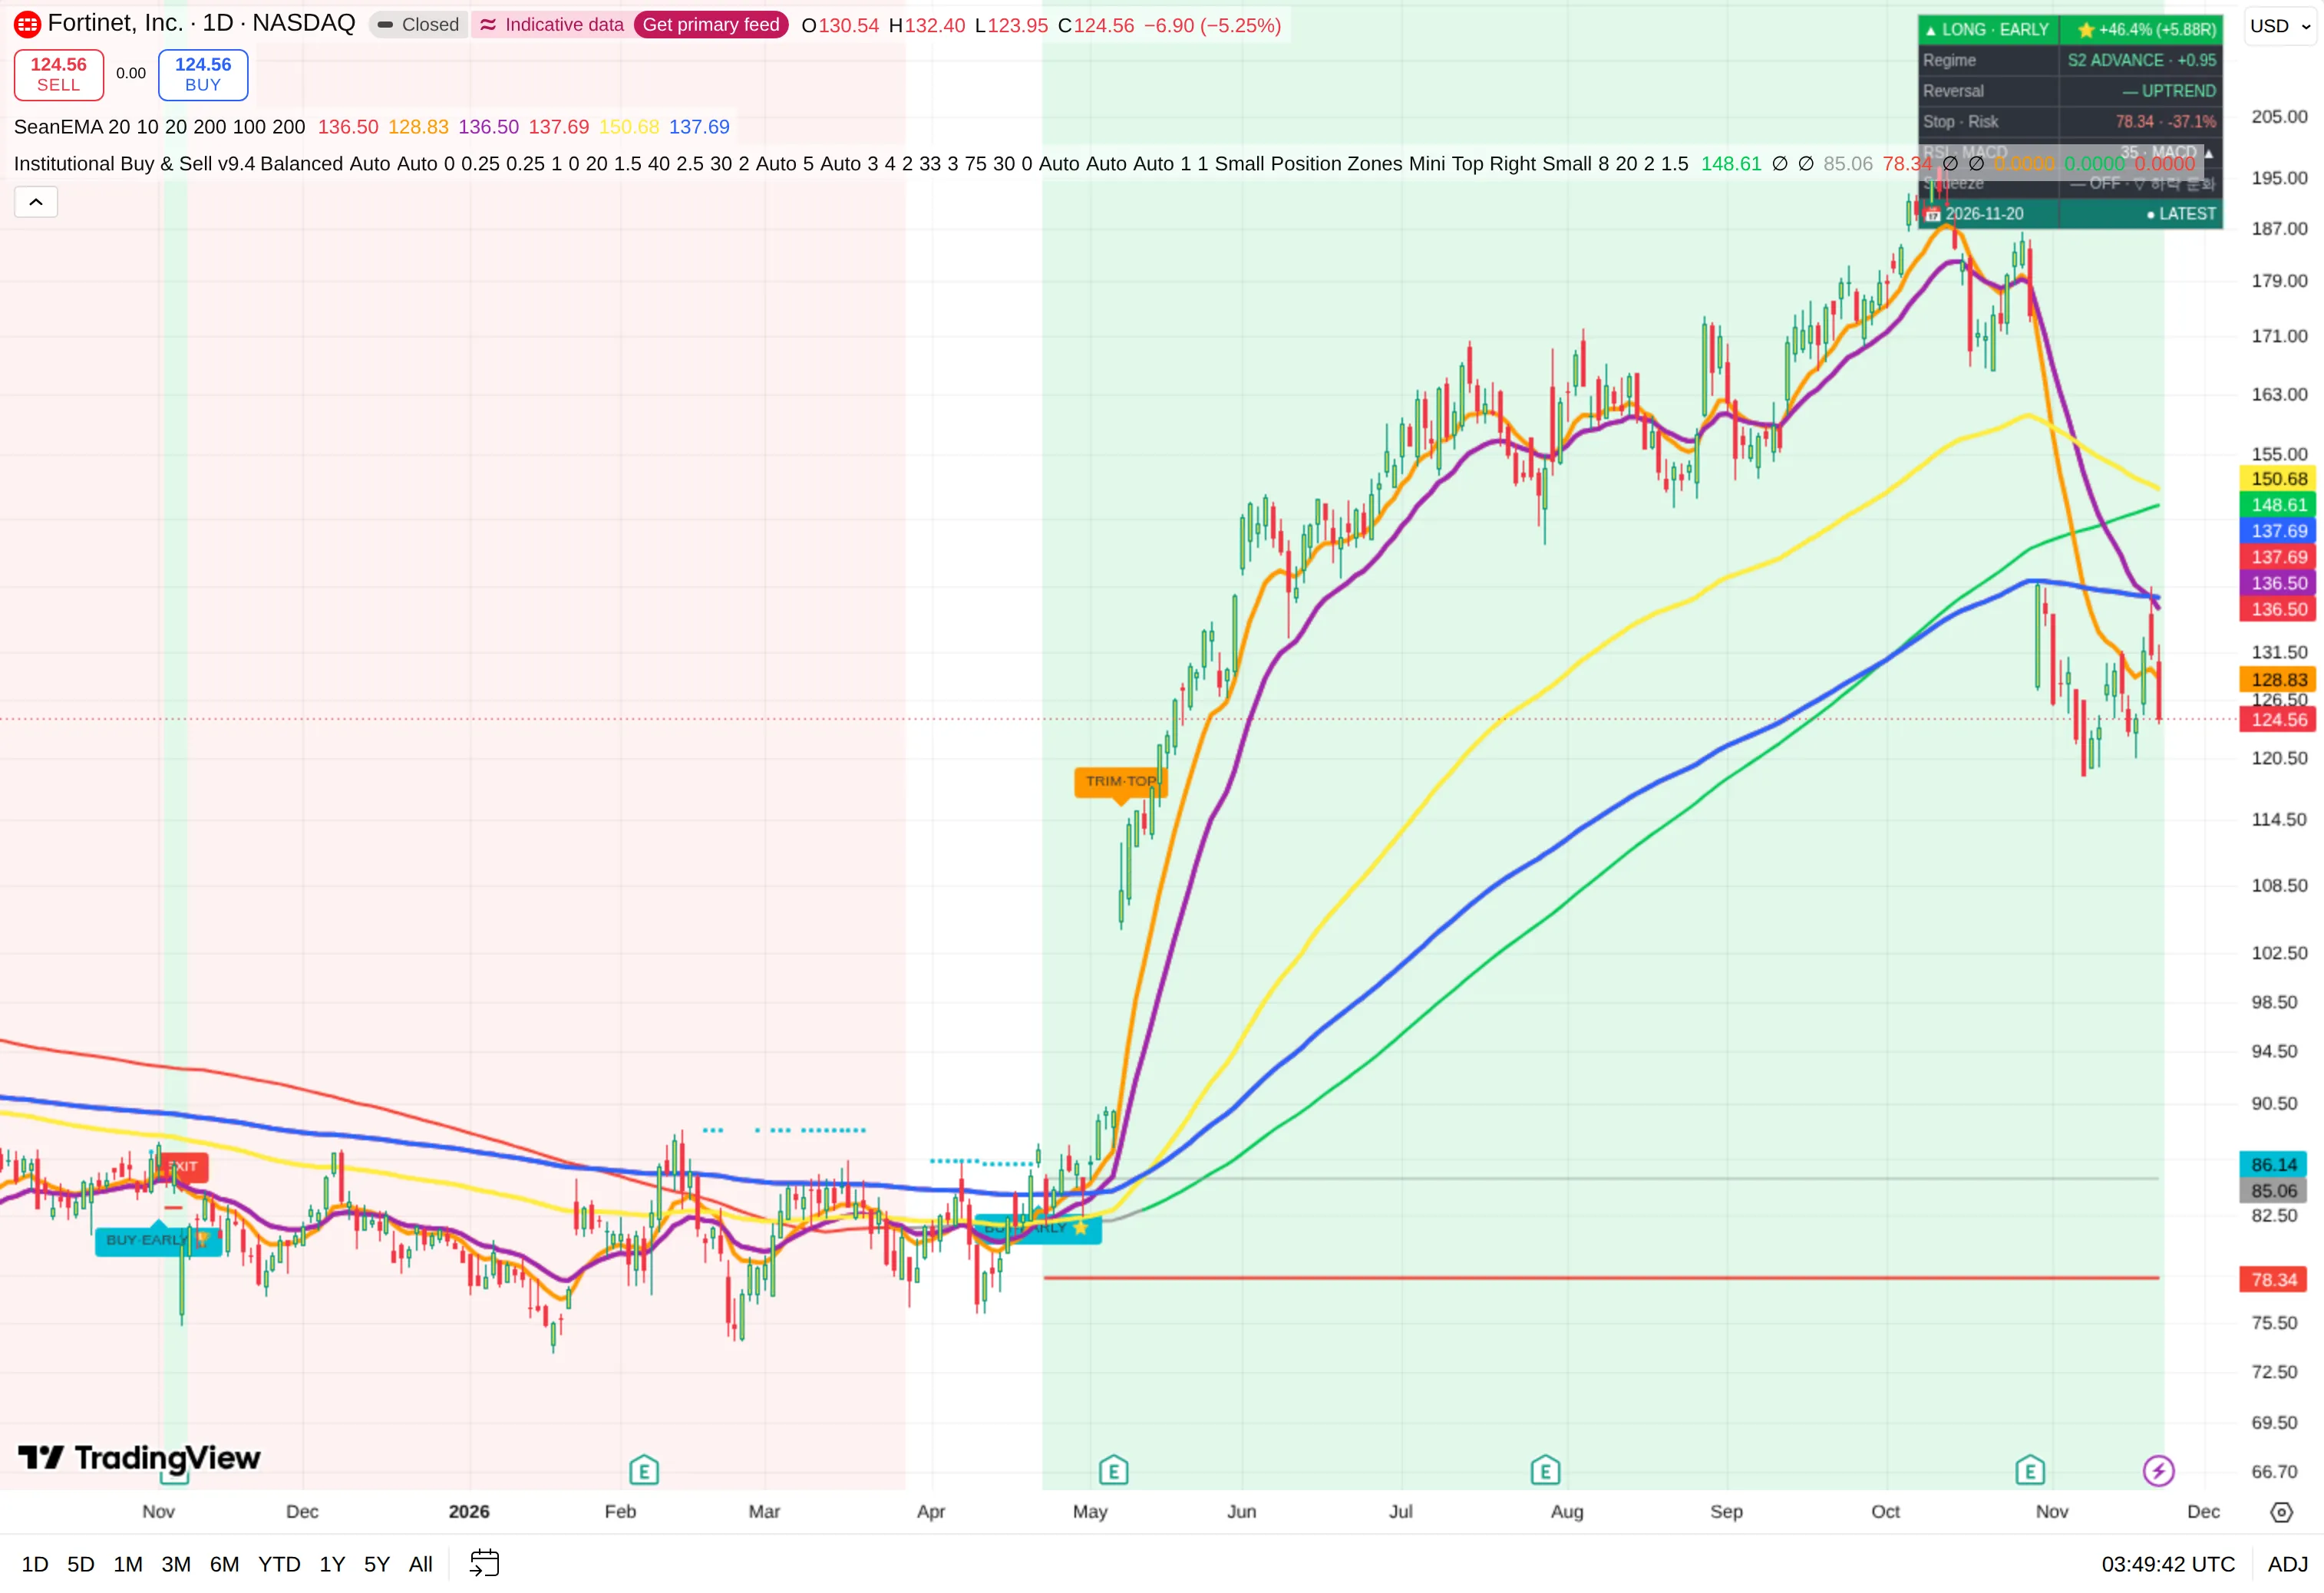 Fortinet, Inc. · 1D · NASDAQ Closed Indicative data Get primary feed O130.54 H132.40 L123.95 C124.56 −6.90 (−5.25%)
124.56 SELL 0.00 124.56 BUY
SeanEMA 20 10 20 200 100 200 136.50 128.83 136.50 137.69 150.68 137.69
Institutional Buy & Sell v9.4 Balanced Auto Auto 0 0.25 0.25 1 0 20 1.5 40 2.5 30 2 Auto 5 Auto 3 4 2 33 3 75 30 0 Auto Auto Auto 1 1 Small Position Zones Mini Top Right Small 8 20 2 1.5 148.61 ∅ ∅ 85.06 78.34 ∅ ∅ 0.0000 0.0000 0.0000
▲ LONG · EARLY ⭐ +46.4% (+5.88R)
Regime S2 ADVANCE · +0.95
Reversal — UPTREND
Stop · Risk 78.34 · -37.1%
RSI · MACD 35 · MACD ▲
Squeeze — OFF · ▽ 하락 둔화
📅 2026-11-20 ● LATEST
USD
205.00
195.00
187.00
179.00
171.00
163.00
155.00
150.68
148.61
137.69
137.69
136.50
136.50
131.50
128.83
126.50
124.56
120.50
114.50
108.50
102.50
98.50
94.50
90.50
86.14
85.06
82.50
78.34
75.50
72.50
69.50
66.70
TRIM·TOP
EXIT
BUY·EARLY 🏆
BUY·EARLY ⭐
TradingView
E E E E
Nov Dec 2026 Feb Mar Apr May Jun Jul Aug Sep Oct Nov Dec
1D 5D 1M 3M 6M YTD 1Y 5Y All 03:49:42 UTC ADJ